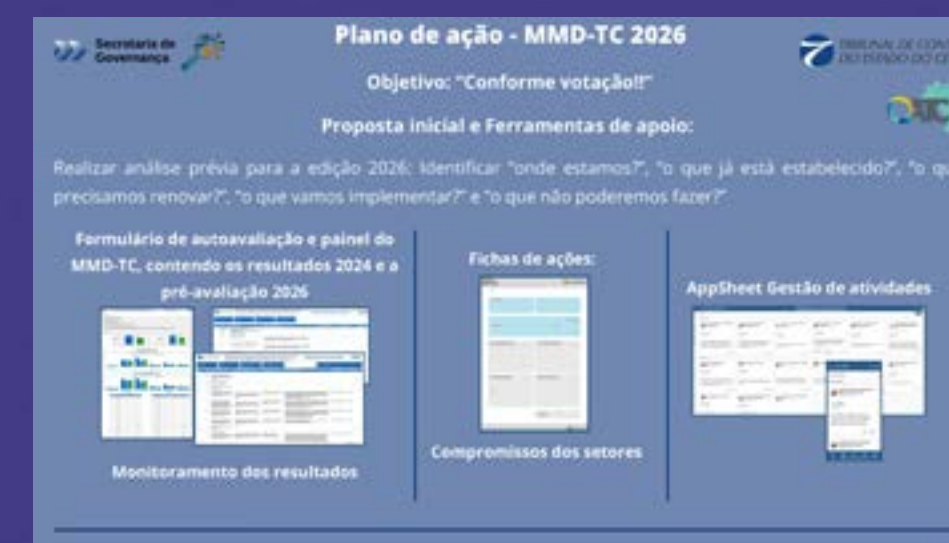 Secretaria de
Governança
Plano de ação - MMD-TC 2026
TRIBUNAL DE
Objetivo: "Conforme votação!!"
Proposta inicial e Ferramentas de apoio:
Realizar análise prévia para a edição 2026: Identificar "onde estamos?", "o que já está estabelecido?", "o qu
precisamos renovar?", "o que vamos implementar?" e "o que não poderemos fazer?"
Formulário de autoavaliação e painel do
MMD-TC, contendo os resultados 2024 e a
pré-avaliação 2026
Monitoramento dos resultados
Fichas de ações:
Compromissos dos setores
AppSheet Gestão de atividades